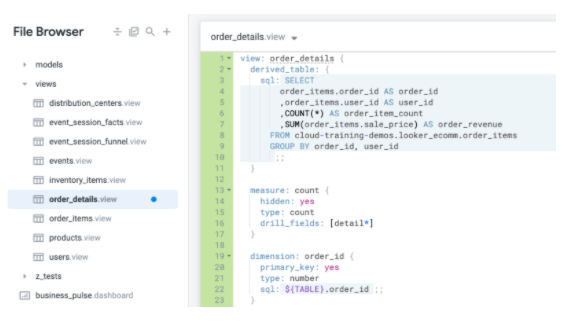 File Browser
models
views
distribution_centers.view
event_session_facts.view
event_session_funnel.view
events.view
inventory_items.view
order_details.view
order_items.view
products.view
users.view
z_tests
business_pulse.dashboard
order_details.view
1 view: order_details {
2 derived_table: {
3 sql: SELECT
4 order_items.order_id AS order_id
5 ,order_items.user_id AS user_id
6 ,COUNT(*) AS order_item_count
7 ,SUM(order_items.sale_price) AS order_revenue
8 FROM cloud-training-demos.looker_ecomm.order_items
9 GROUP BY order_id, user_id
10 ;;
11 }
12
13 measure: count {
14 hidden: yes
15 type: count
16 drill_fields: [detail*]
17 }
18
19 dimension: order_id {
20 primary_key: yes
21 type: number
22 sql: ${TABLE}.order_id ;;
23 }